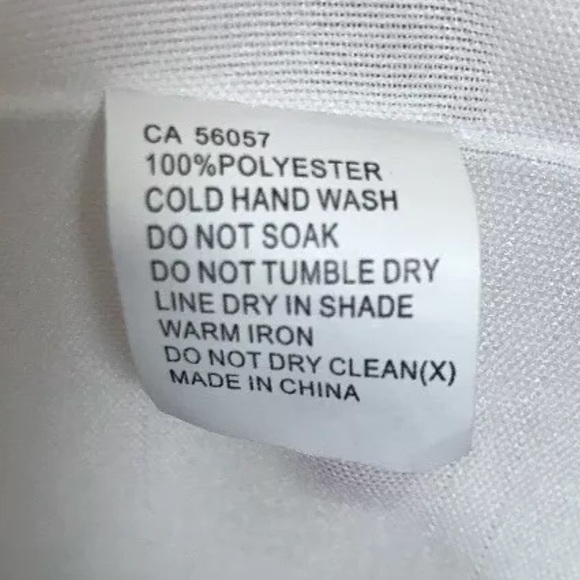 CA 56057
100%POLYESTER
COLD HAND WASH
DO NOT SOAK
DO NOT TUMBLE DRY
LINE DRY IN SHADE
WARM IRON
DO NOT DRY CLEAN(X)
MADE IN CHINA